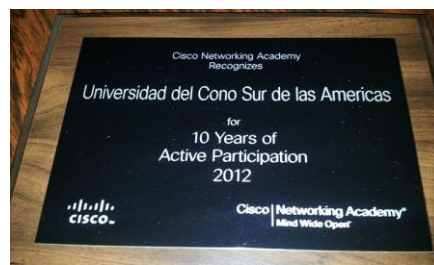 Cisco Networking Academy
Recognizes
Universidad del Cono Sur de las Americas
for
10 Years of
Active Participation
2012
CISCO
Cisco Networking Academy®
Mind Wide Open